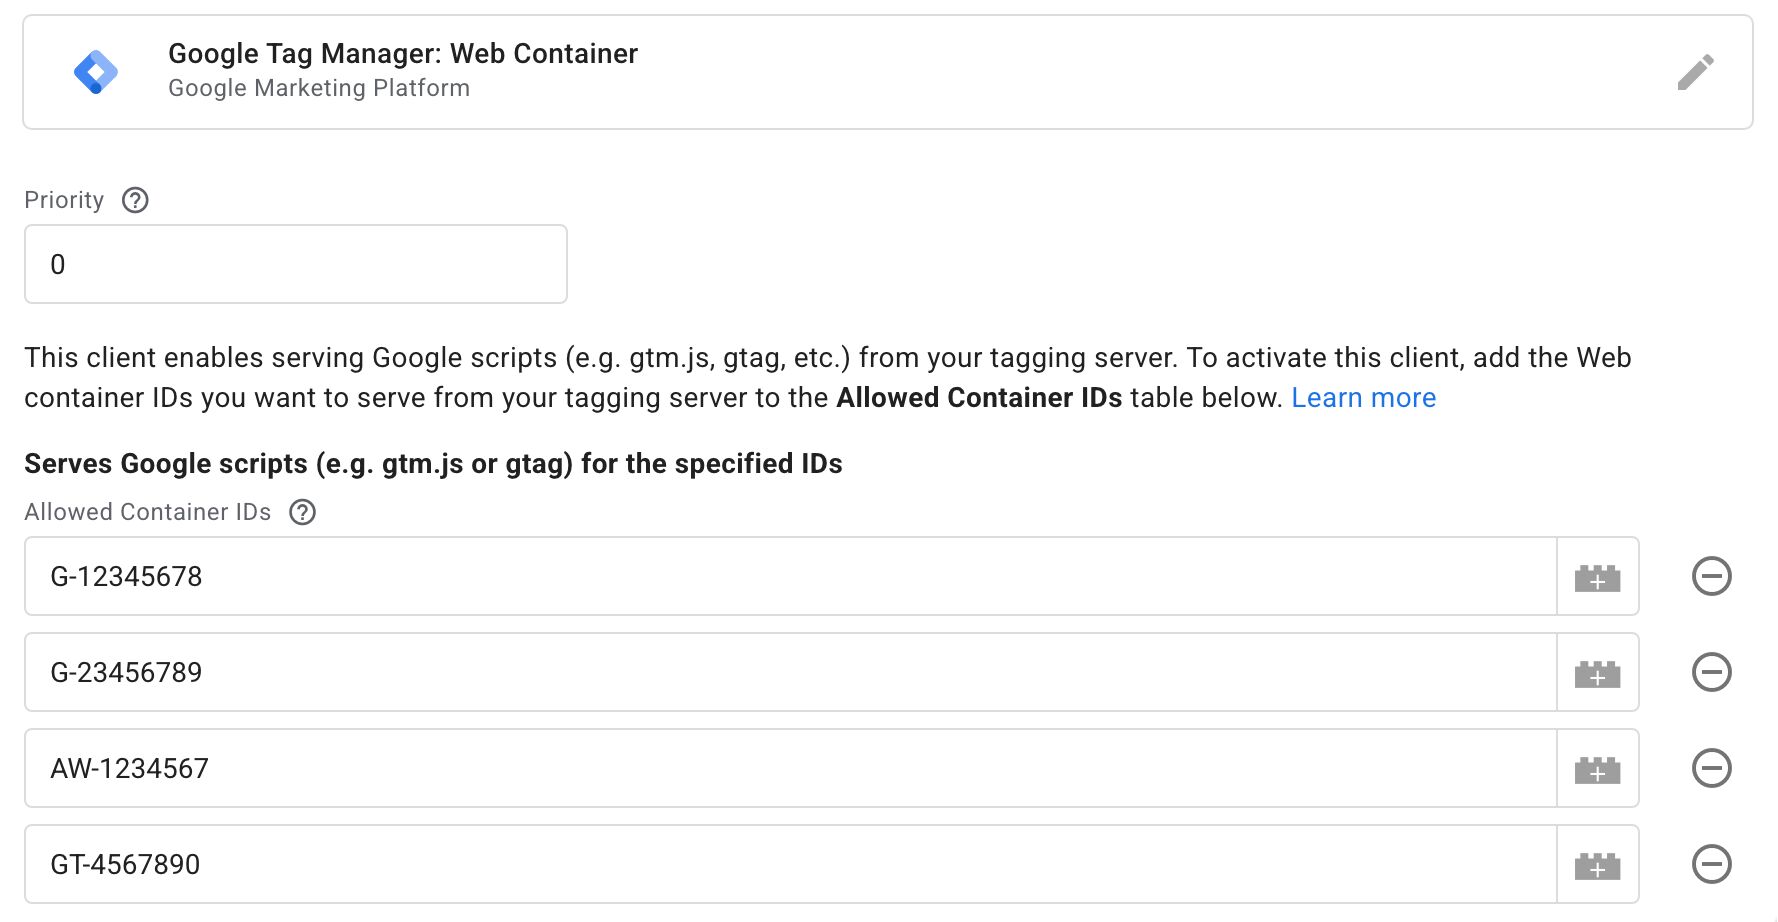 Google Tag Manager: Web Container
Google Marketing Platform
Priority
0
This client enables serving Google scripts (e.g. gtm.js, gtag, etc.) from your tagging server. To activate this client, add the Web
container IDs you want to serve from your tagging server to the Allowed Container IDs table below. Learn more
Serves Google scripts (e.g. gtm.js or gtag) for the specified IDs
Allowed Container IDs
G-12345678
G-23456789
AW-1234567
GT-4567890